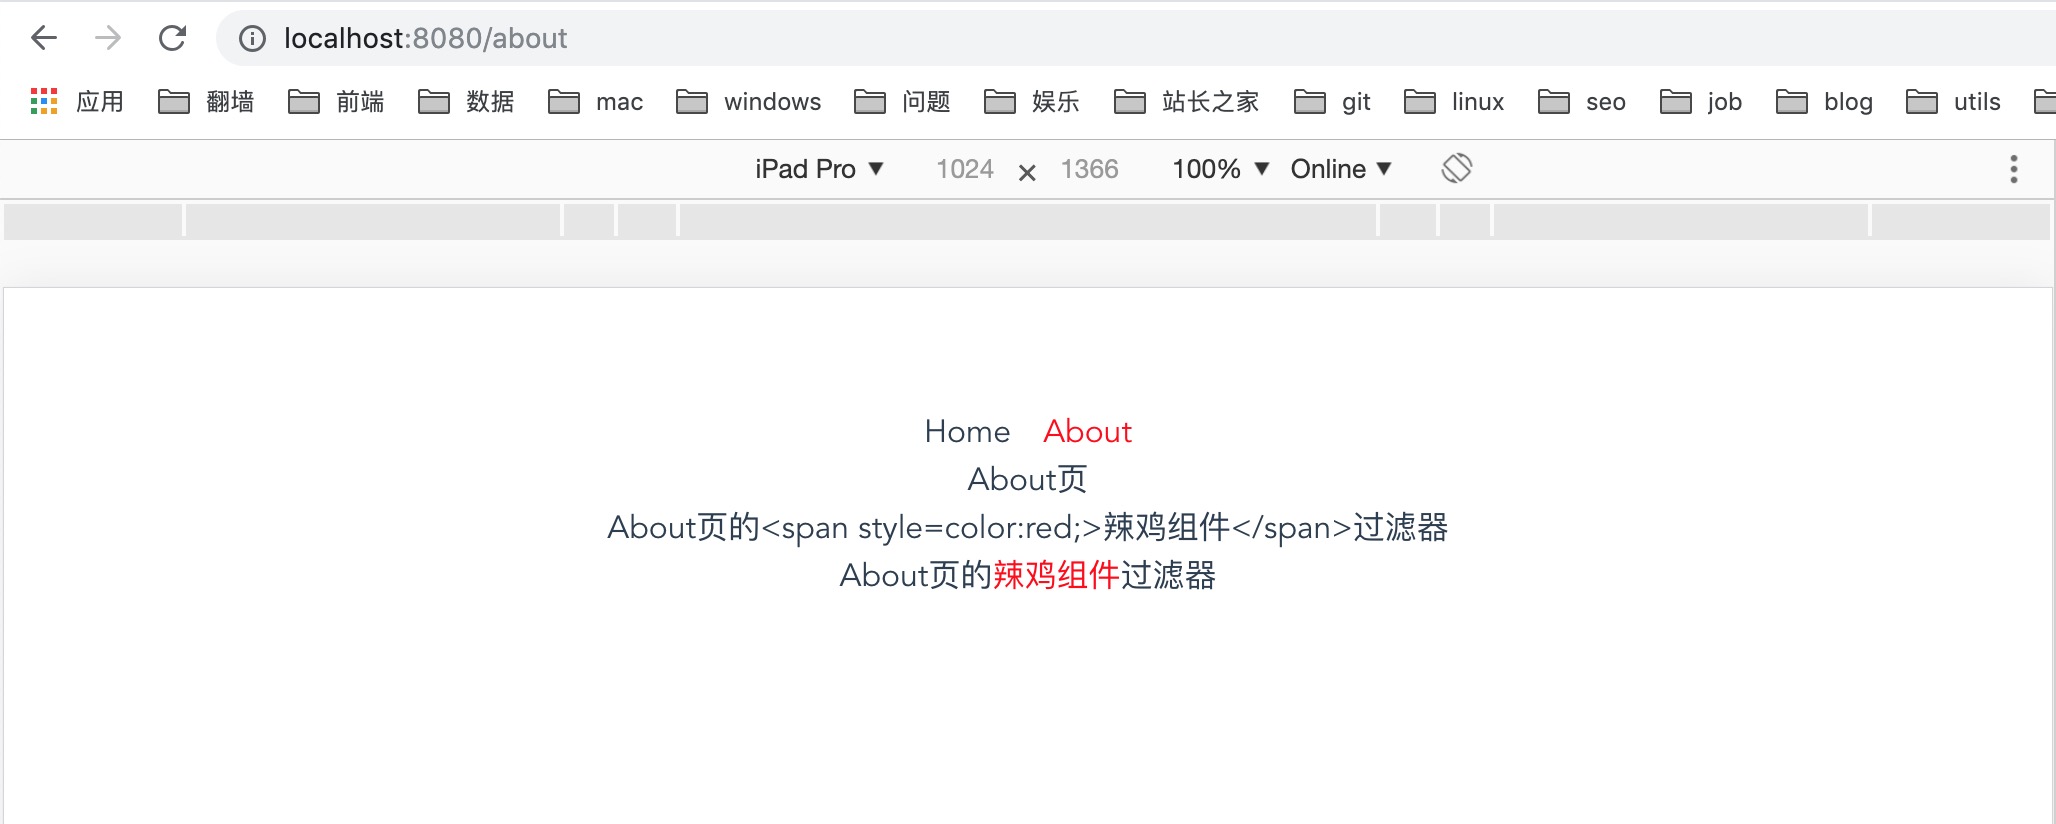 localhost:8080/about
应用 翻墙 前端 数据 mac windows 问题 娱乐 站长之家 git linux seo job blog utils
iPad Pro ▼ 1024 × 1366 100% ▼ Online ▼
Home About
About页
About页的<span style=color:red;>辣鸡组件</span>过滤器
About页的辣鸡组件过滤器